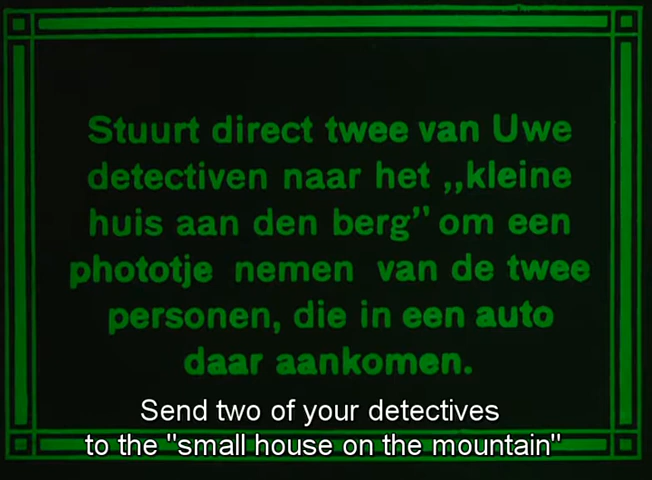 Stuurt direct twee van Uwe
detectiven naar het „kleine
huis aan den berg” om een
phototje nemen van de twee
personen, die in een auto
daar aankomen.
Send two of your detectives
to the "small house on the mountain"